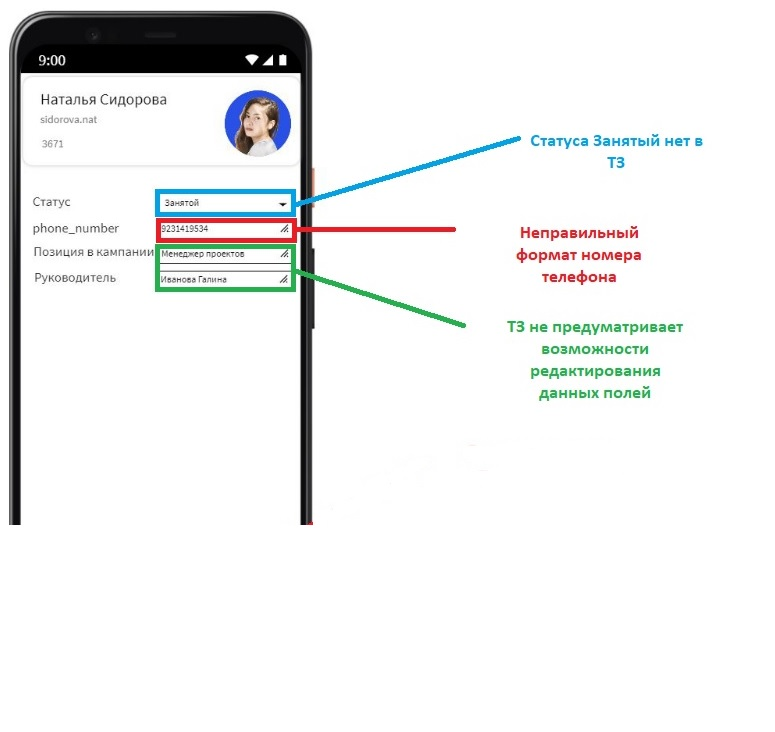 9:00
Наталья Сидорова
sidorova.nat
3671
Статус
Занятой
phone_number
9231419534
Позиция в кампании
Менеджер проектов
Руководитель
Иванова Галина
Статуса Занятый нет в
ТЗ
Неправильный
формат номера
телефона
ТЗ не предуматривает
возможности
редактирования
данных полей